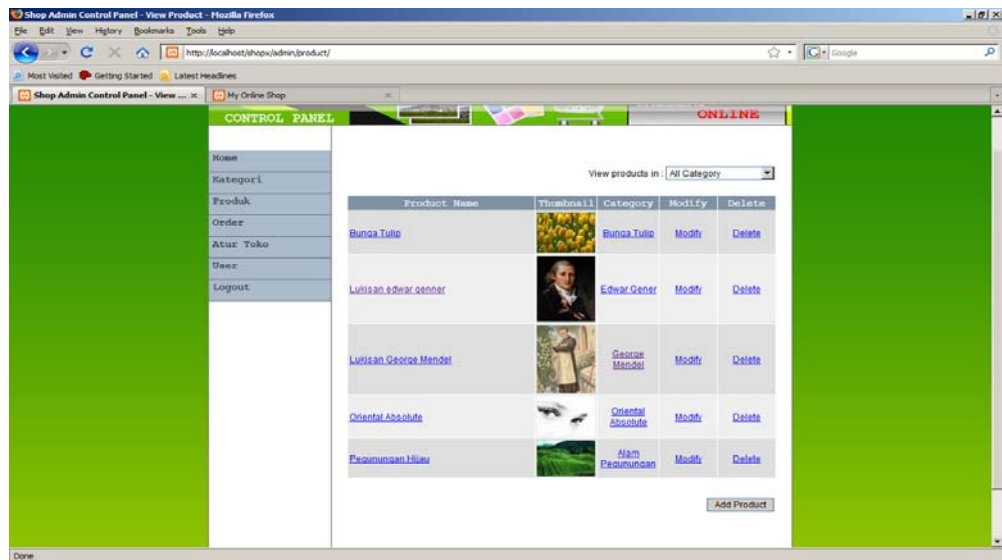 Shop Admin Control Panel - View Product - Mozilla Firefox
File Edit View History Bookmarks Tools Help
http://localhost/shopx/admin/product/
Google
Most Visited Getting Started Latest Headlines
Shop Admin Control Panel - View ... My Online Shop
CONTROL PANEL ONLINE
Home
Kategori
Produk
Order
Atur Toko
User
Logout
View products in : All Category
Product Name Thumbnail Category Modify Delete
Bunga Tulip Bunga Tulip Modify Delete
Lukisan edwar genner Edwar Gener Modify Delete
Lukisan George Mendel George Mendel Modify Delete
Oriental Absolute Oriental Absolute Modify Delete
Pegunungan Hijau Alam Pegunungan Modify Delete
Add Product
Done